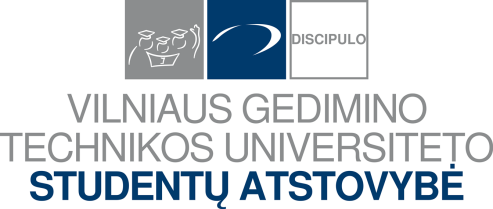 DISCIPULO
VILNIAUS GEDIMINO
TECHNIKOS UNIVERSITETO
STUDENTŲ ATSTOVYBĖ